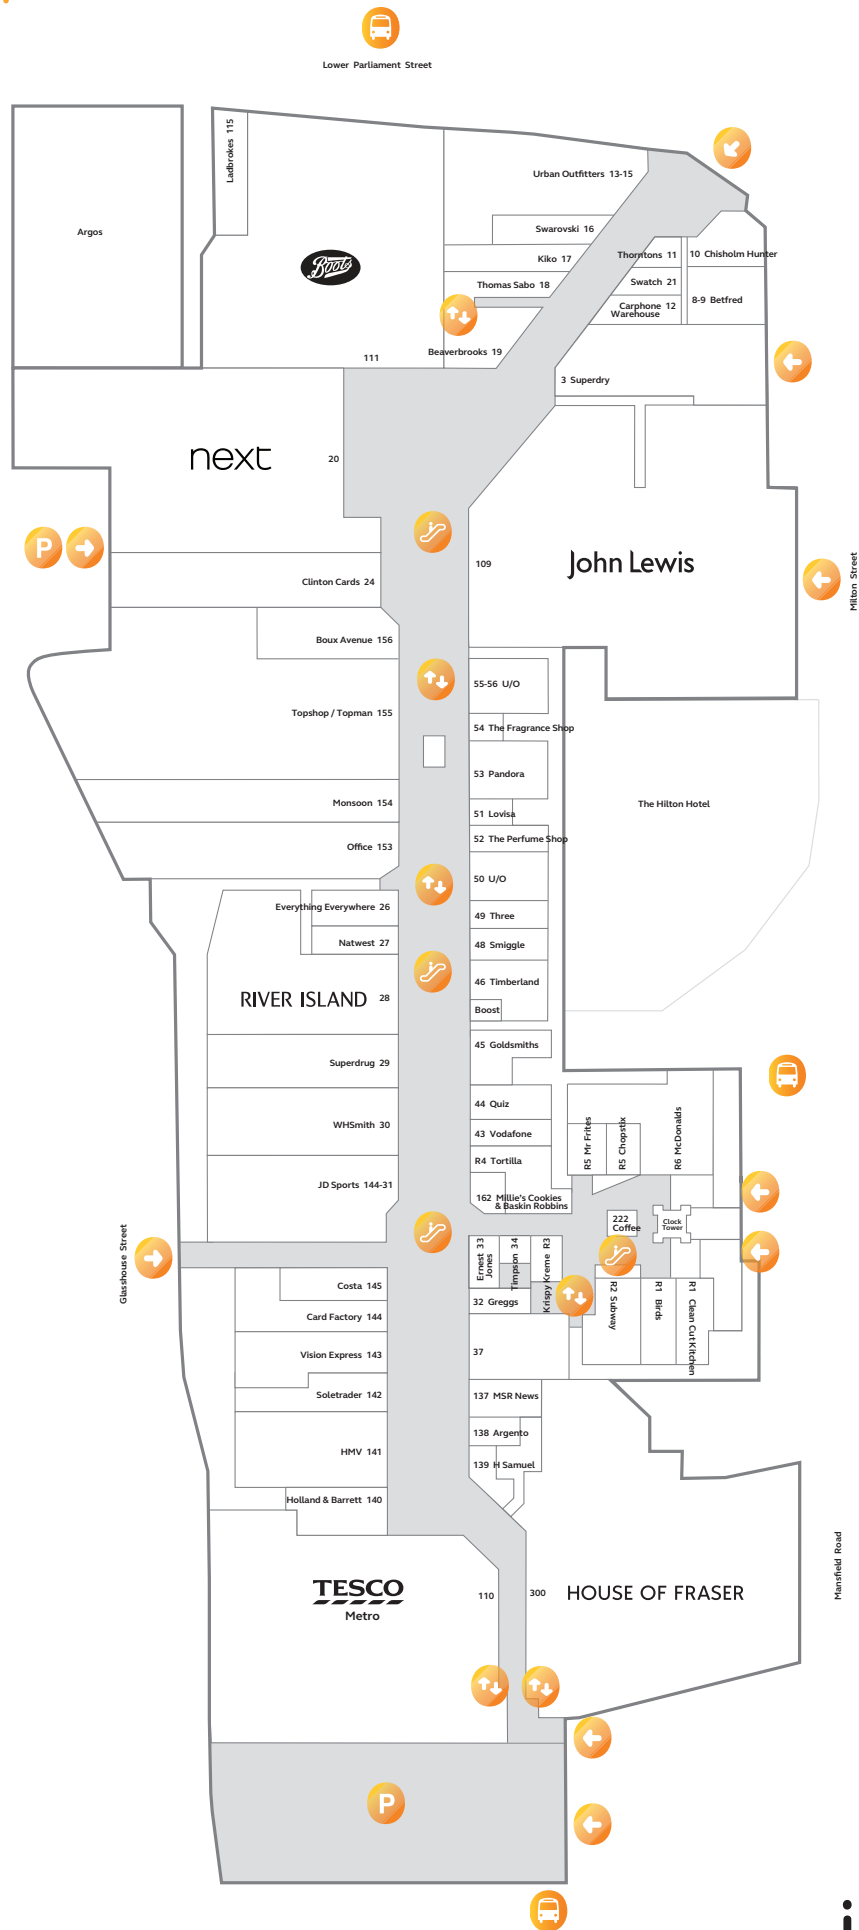 Lower Parliament Street
Ladbrokes 115
Argos
Boots
111
Urban Outfitters 13-15
Swarovski 16
Kiko 17
Thomas Sabo 18
Beaverbrooks 19
Thorntons 11
10 Chisholm Hunter
Swatch 21
Carphone 12
Warehouse
8-9 Betfred
3 Superdry
next
20
P
Clinton Cards 24
109
John Lewis
Milton Street
Boux Avenue 156
Topshop / Topman 155
Monsoon 154
Office 153
55-56 U/O
54 The Fragrance Shop
53 Pandora
51 Lovisa
52 The Perfume Shop
50 U/O
49 Three
48 Smiggle
46 Timberland
Boost
45 Goldsmiths
44 Quiz
43 Vodafone
R4 Tortilla
162 Millie's Cookies
& Baskin Robbins
The Hilton Hotel
Everything Everywhere 26
Natwest 27
RIVER ISLAND 28
Superdrug 29
WHSmith 30
JD Sports 144-31
Glasshouse Street
R5 Mr Frites
R5 Chopstix
R6 McDonalds
222
Coffee
Clock
Tower
Ernest 33
Jones
Timpson 34
Krispy Kreme R3
32 Greggs
R2 Subway
R1 Birds
R1 Clean Cut Kitchen
37
137 MSR News
138 Argento
139 H Samuel
Costa 145
Card Factory 144
Vision Express 143
Soletrader 142
HMV 141
Holland & Barrett 140
TESCO
Metro
110
300
HOUSE OF FRASER
Mansfield Road
P